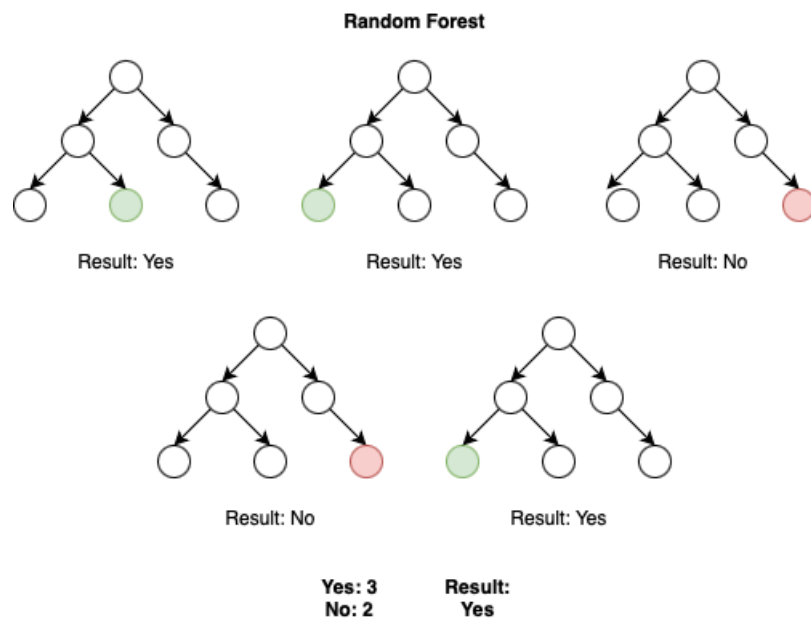 Random Forest
Result: Yes
Result: Yes
Result: No
Result: No
Result: Yes
Yes: 3
No: 2
Result:
Yes